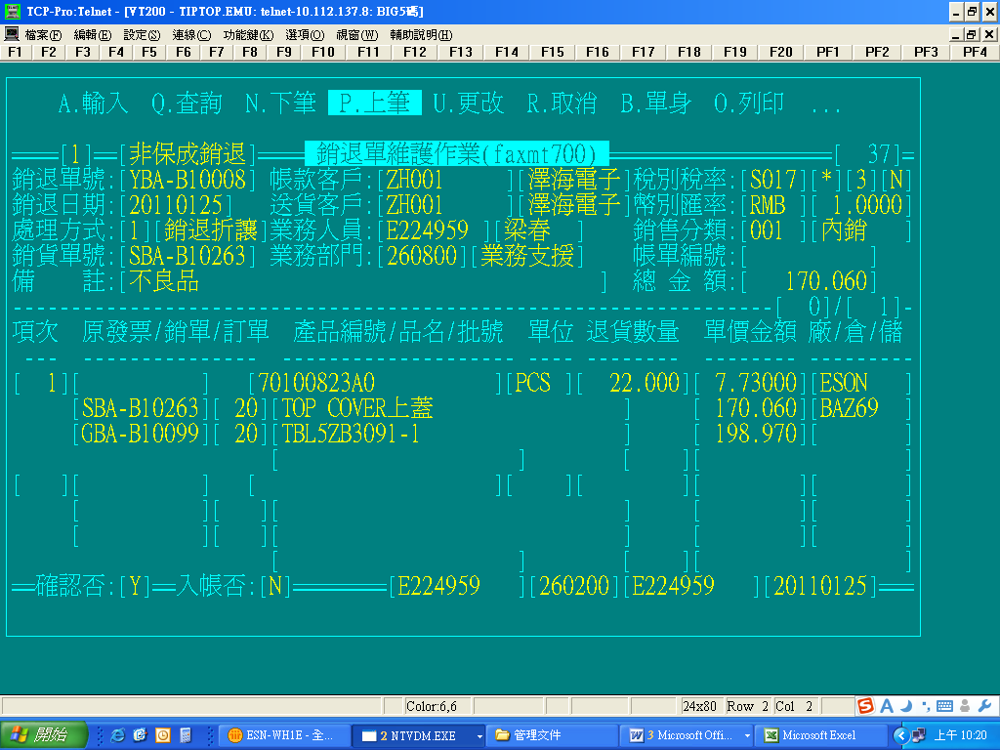 TCP-Pro:Telnet - [VT200 - TIPTOP.EMU: telnet-10.112.137.8: BIG5碼]
檔案(F) 編輯(E) 設定(S) 連線(C) 功能鍵(K) 選項(O) 視窗(W) 輔助說明(H)
F1 F2 F3 F4 F5 F6 F7 F8 F9 F10 F11 F12 F13 F14 F15 F16 F17 F18 F19 F20 PF1 PF2 PF3 PF4
A.輸入 Q.查詢 N.下筆 P.上筆 U.更改 R.取消 B.單身 O.列印 ...
════[1]══[非保成銷退]════ 銷退單維護作業(faxmt700) ═══════════════════[ 37]═
銷退單號:[YBA-B10008] 帳款客戶:[ZH001 ][澤海電子]稅別稅率:[S017][*][3][N]
銷退日期:[20110125] 送貨客戶:[ZH001 ][澤海電子]幣別匯率:[RMB ][ 1.0000]
處理方式:[1][銷退折讓]業務人員:[E224959 ][梁春 ] 銷售分類:[001 ][內銷 ]
銷貨單號:[SBA-B10263] 業務部門:[260800][業務支援] 帳單編號:[ ]
備 註:[不良品 ] 總 金 額:[ 170.060]
-----------------------------------------------------------------[ 0]/[ 1]-
項次 原發票/銷單/訂單 產品編號/品名/批號 單位 退貨數量 單價金額 廠/倉/儲
--- --------------- ------------------- ---- -------- -------- ---------
[ 1][ ] [70100823A0 ][PCS ][ 22.000][ 7.73000][ESON ]
[SBA-B10263][ 20][TOP COVER上蓋 ] [ 170.060][BAZ69 ]
[GBA-B10099][ 20][TBL5ZB3091-1 ] [ 198.970][ ]
[ ] [ ][ ]
[ ][ ] [ ][ ][ ][ ][ ]
[ ][ ][ ] [ ][ ]
[ ][ ][ ] [ ][ ]
[ ] [ ][ ]
══確認否:[Y]══入帳否:[N]════════[E224959 ][260200][E224959 ][20110125]═══
Color:6,6 24x80 Row 2 Col 2
開始 ESN-WH1E - 全... 2 NTVDM.EXE 管理文件 3 Microsoft Offi... Microsoft Excel 上午 10:20